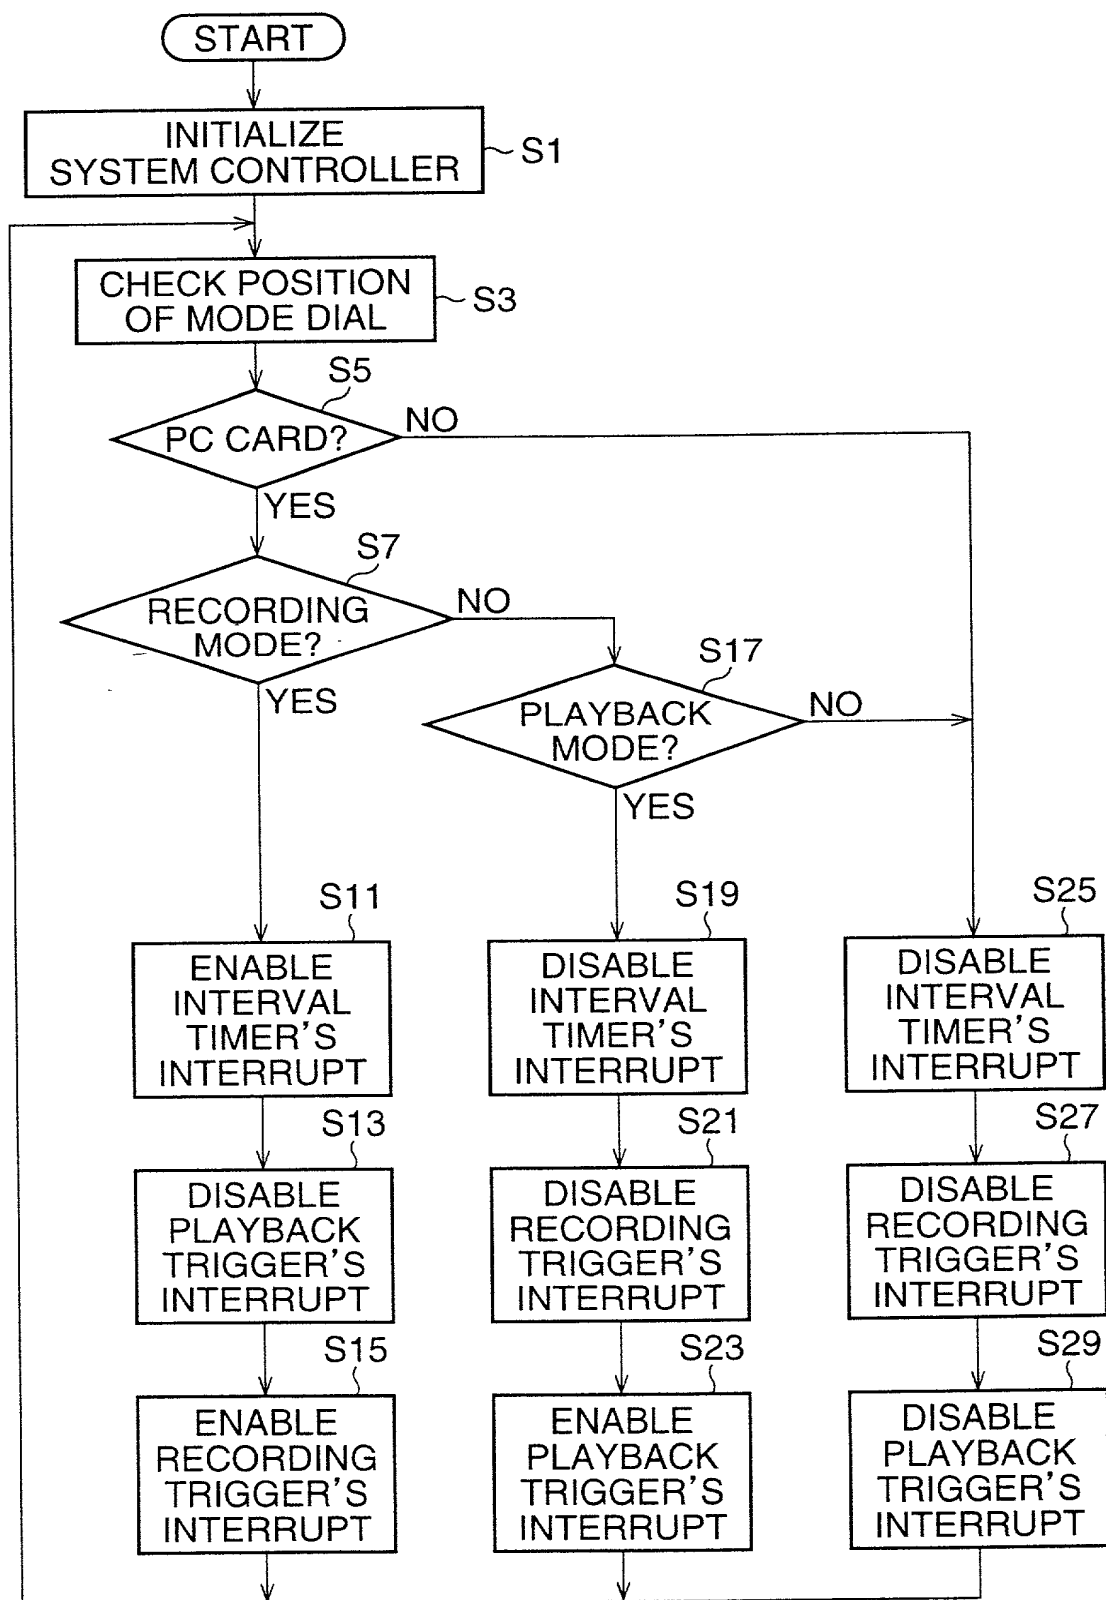 START
INITIALIZE
SYSTEM CONTROLLER
S1
CHECK POSITION
OF MODE DIAL
S3
S5
PC CARD?
NO
YES
S7
RECORDING
MODE?
NO
YES
S17
PLAYBACK
MODE?
NO
YES
S11
ENABLE
INTERVAL
TIMER'S
INTERRUPT
S13
DISABLE
PLAYBACK
TRIGGER'S
INTERRUPT
S15
ENABLE
RECORDING
TRIGGER'S
INTERRUPT
S19
DISABLE
INTERVAL
TIMER'S
INTERRUPT
S21
DISABLE
RECORDING
TRIGGER'S
INTERRUPT
S23
ENABLE
PLAYBACK
TRIGGER'S
INTERRUPT
S25
DISABLE
INTERVAL
TIMER'S
INTERRUPT
S27
DISABLE
RECORDING
TRIGGER'S
INTERRUPT
S29
DISABLE
PLAYBACK
TRIGGER'S
INTERRUPT